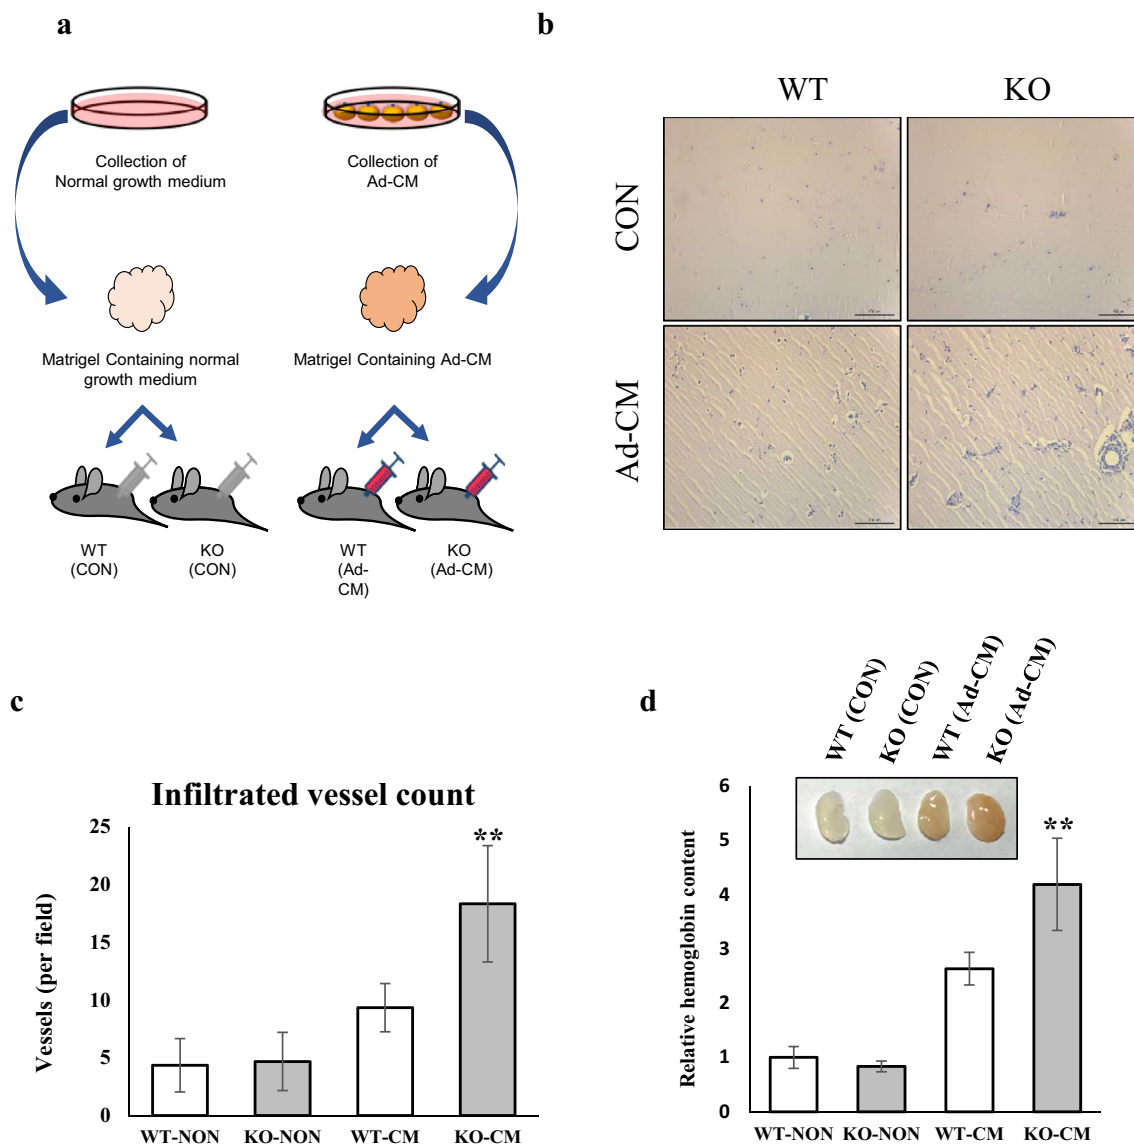 a
Collection of
Normal growth medium
Collection of
Ad-CM
Matrigel Containing normal
growth medium
Matrigel Containing Ad-CM
WT
(CON)
KO
(CON)
WT
(Ad-
CM)
KO
(Ad-CM)
b
WT
KO
CON
Ad-CM
c
Infiltrated vessel count
Vessels (per field)
25
20
15
10
5
0
**
WT-NON
KO-NON
WT-CM
KO-CM
d
WT (CON)
KO (CON)
WT (Ad-CM)
KO (Ad-CM)
Relative hemoglobin content
6
5
4
3
2
1
0
**
WT-NON
KO-NON
WT-CM
KO-CM